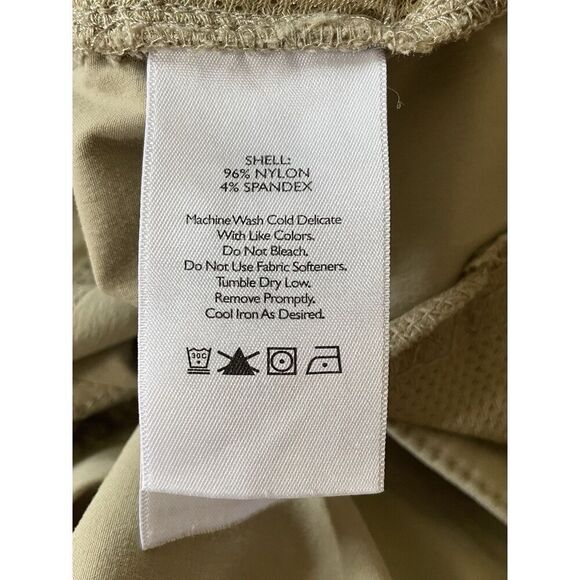 SHELL:
96% NYLON
4% SPANDEX
Machine Wash Cold Delicate
With Like Colors.
Do Not Bleach.
Do Not Use Fabric Softeners.
Tumble Dry Low.
Remove Promptly.
Cool Iron As Desired.
30C